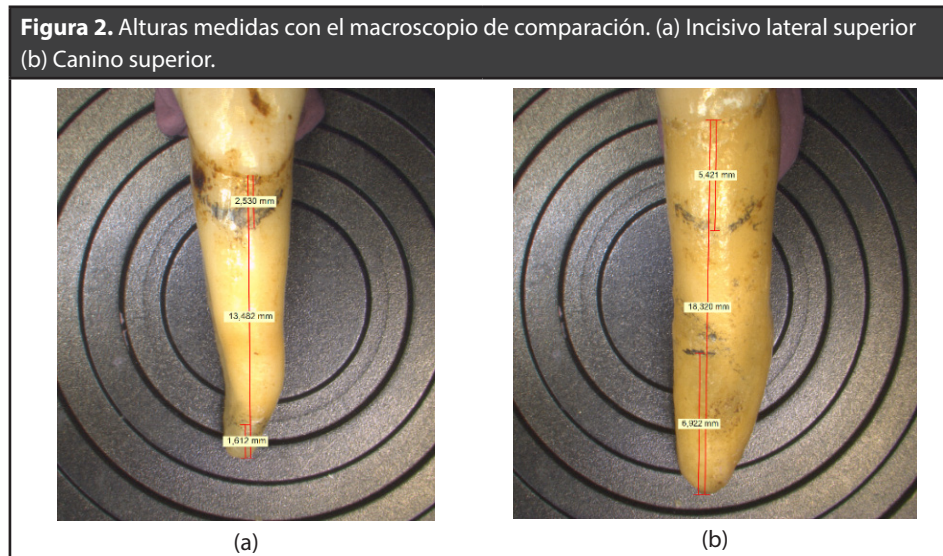 Figura 2. Alturas medidas con el macroscopio de comparación. (a) Incisivo lateral superior
(b) Canino superior.
2,530 mm
13,482 mm
1,612 mm
5,421 mm
18,320 mm
6,922 mm
(a)
(b)